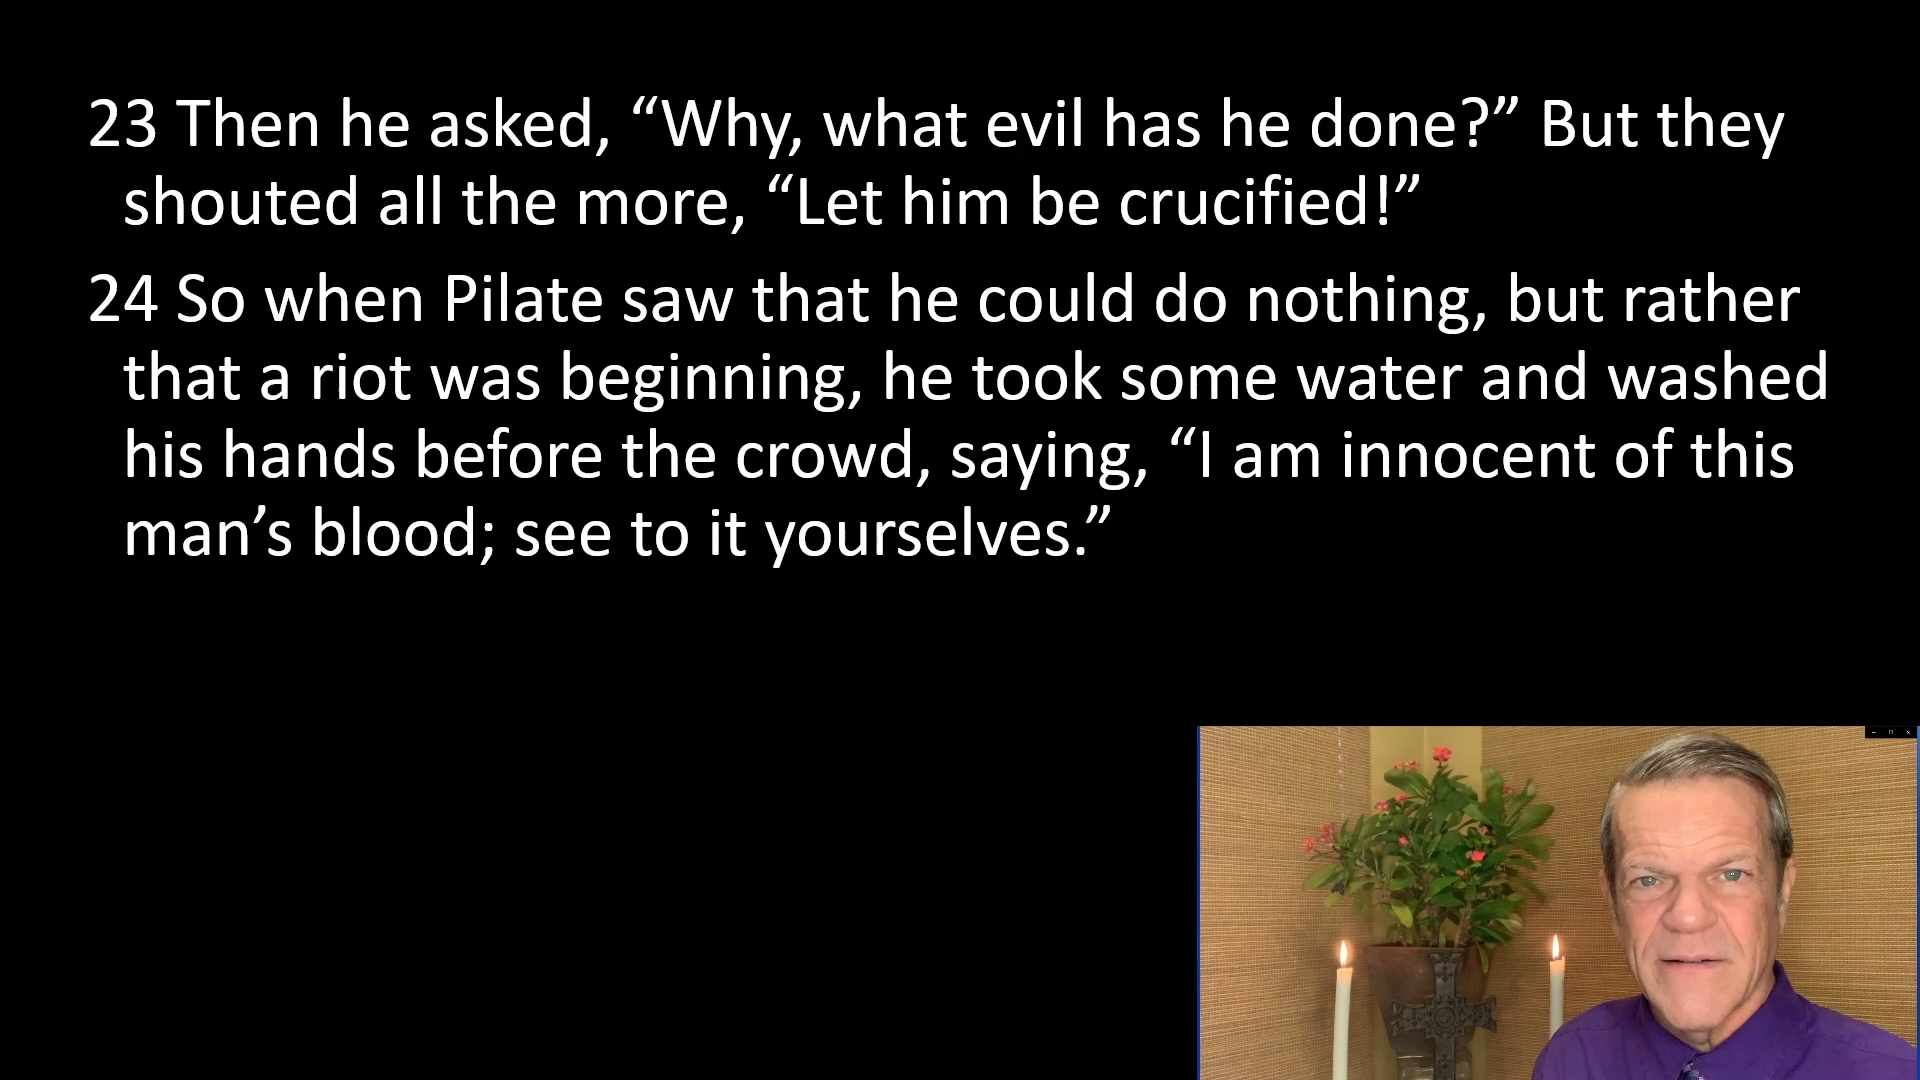 23 Then he asked, “Why, what evil has he done?” But they
shouted all the more, “Let him be crucified!”
24 So when Pilate saw that he could do nothing, but rather
that a riot was beginning, he took some water and washed
his hands before the crowd, saying, “I am innocent of this
man’s blood; see to it yourselves.”